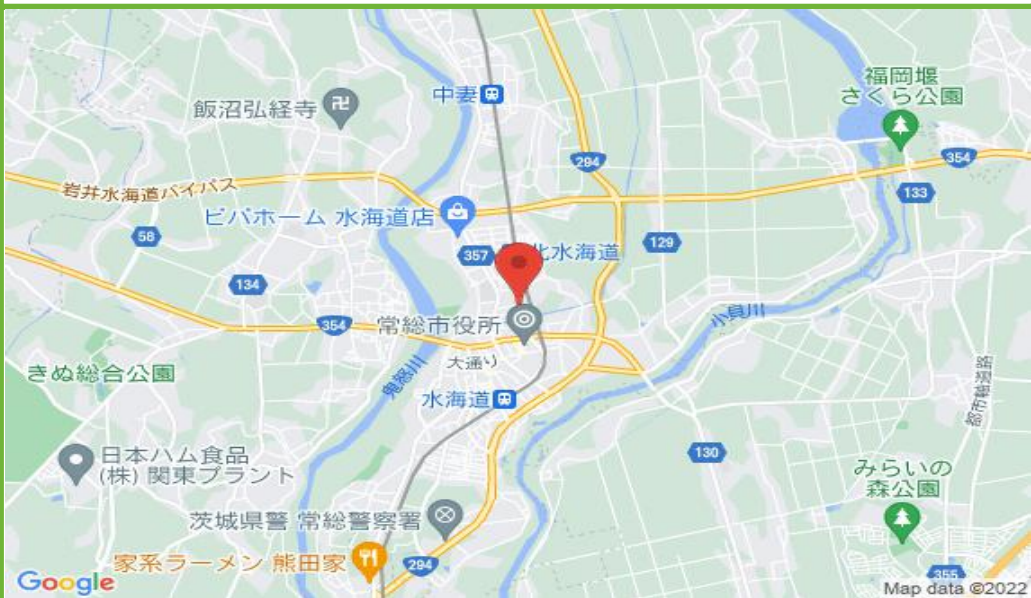 福岡堰
さくら公園
中妻
飯沼弘経寺
294
354
133
岩井水海道バイパス
ビバホーム 水海道店
58
129
357
北水海道
134
354
常総市役所
小貝川
大通り
きぬ総合公園
鬼怒川
水海道
都市軸道路
130
日本ハム食品
(株) 関東プラント
みらいの
森公園
茨城県警 常総警察署
家系ラーメン 熊田家
294
355
Google
Map data ©2022